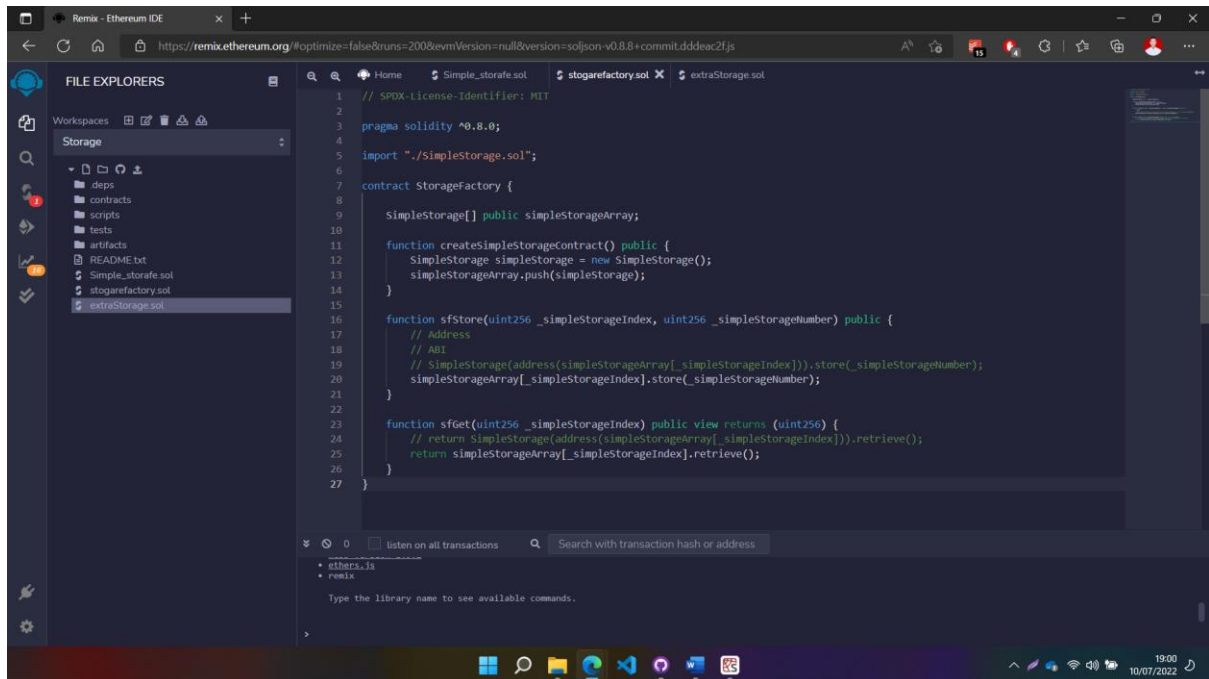 Remix - Ethereum IDE
https://remix.ethereum.org/#optimize=false&runs=200&evmVersion=null&version=soljson-v0.8.8+commit.dddeac2f.js
15
FILE EXPLORERS
Workspaces
Storage
.deps
contracts
scripts
tests
artifacts
README.txt
Simple_storafe.sol
stogarefactory.sol
extraStorage.sol
1
Home Simple_storafe.sol stogarefactory.sol extraStorage.sol
1 // SPDX-License-Identifier: MIT
2
3 pragma solidity ^0.8.0;
4
5 import "./SimpleStorage.sol";
6
7 contract StorageFactory {
8
9 SimpleStorage[] public simpleStorageArray;
10
11 function createSimpleStorageContract() public {
12 SimpleStorage simpleStorage = new SimpleStorage();
13 simpleStorageArray.push(simpleStorage);
14 }
15
16 function sfStore(uint256 _simpleStorageIndex, uint256 _simpleStorageNumber) public {
17 // Address
18 // ABI
19 // SimpleStorage(address(simpleStorageArray[_simpleStorageIndex])).store(_simpleStorageNumber);
20 simpleStorageArray[_simpleStorageIndex].store(_simpleStorageNumber);
21 }
22
23 function sfGet(uint256 _simpleStorageIndex) public view returns (uint256) {
24 // return SimpleStorage(address(simpleStorageArray[_simpleStorageIndex])).retrieve();
25 return simpleStorageArray[_simpleStorageIndex].retrieve();
26 }
27 }
0 listen on all transactions Search with transaction hash or address
• ethers.js
• remix
Type the library name to see available commands.
>
19:00
10/07/2022